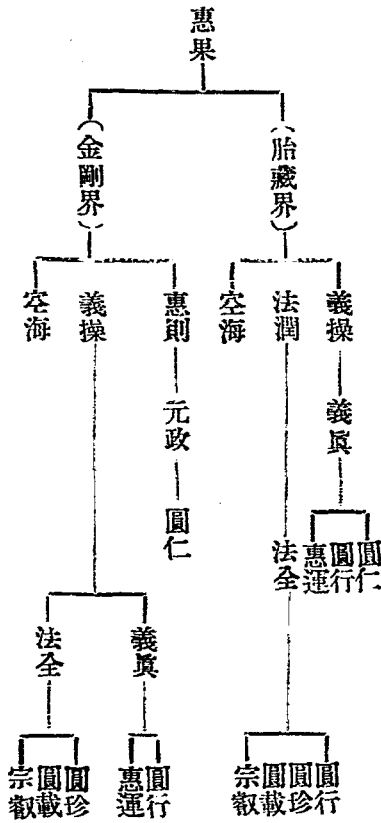 惠果
(胎藏界)
義操
義眞
圓仁
圓行
惠運
法潤
法全
圓行
圓珍
圓載
宗叡
空海
(金剛界)
惠則
元政
圓仁
義操
義眞
圓行
惠運
法全
圓珍
圓載
宗叡
空海